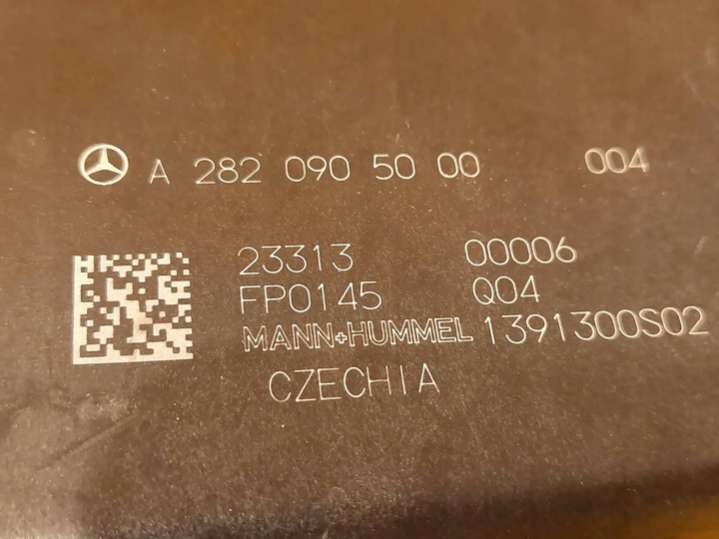 A 282 090 50 00 004
23313 00006
FP0145 Q04
MANN+HUMMEL 1391300S02
CZECHIA